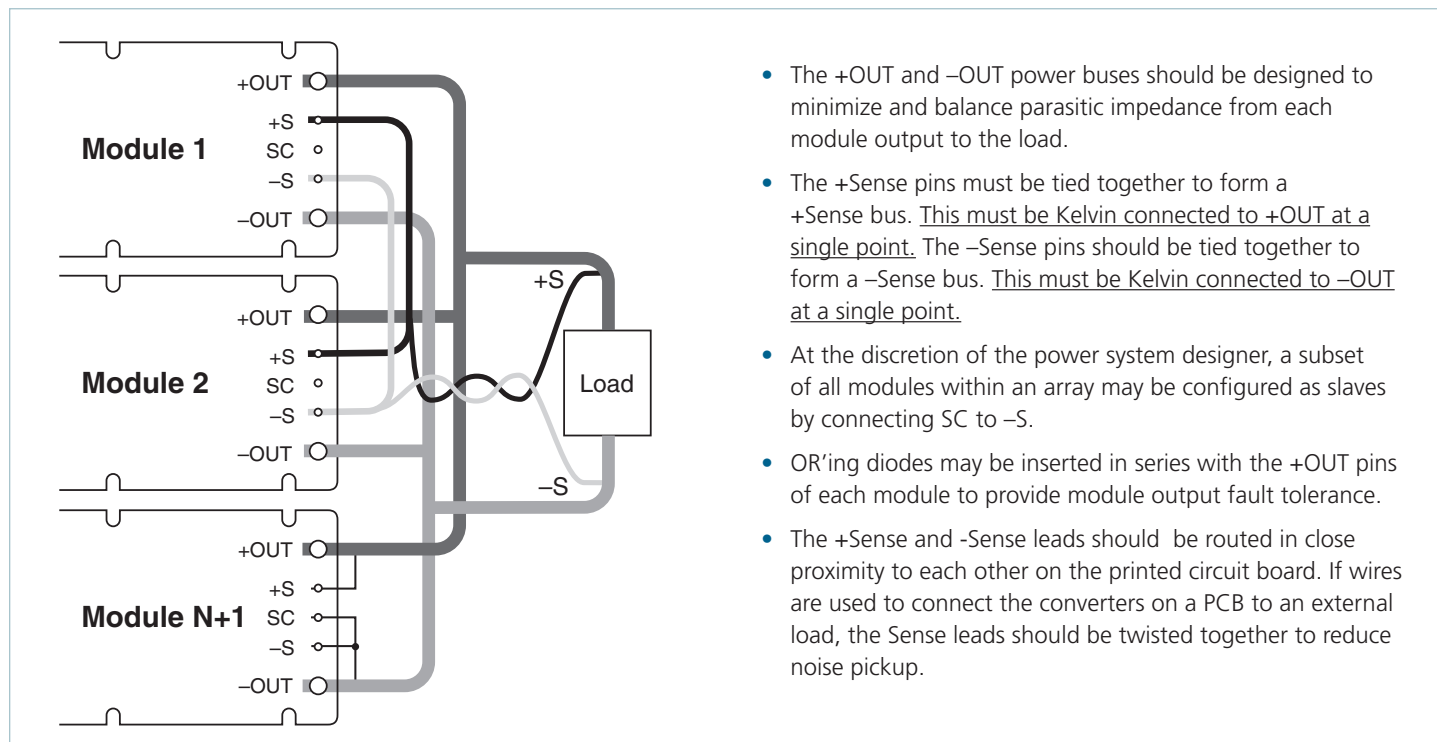 +OUT
+S
Module 1
SC
–S
–OUT
+OUT
+S
Module 2
SC
–S
–OUT
+OUT
+S
Module N+1
SC
–S
–OUT
+S
Load
–S
• The +OUT and –OUT power buses should be designed to
minimize and balance parasitic impedance from each
module output to the load.
• The +Sense pins must be tied together to form a
+Sense bus. This must be Kelvin connected to +OUT at a
single point. The –Sense pins should be tied together to
form a –Sense bus. This must be Kelvin connected to –OUT
at a single point.
• At the discretion of the power system designer, a subset
of all modules within an array may be configured as slaves
by connecting SC to –S.
• OR’ing diodes may be inserted in series with the +OUT pins
of each module to provide module output fault tolerance.
• The +Sense and -Sense leads should be routed in close
proximity to each other on the printed circuit board. If wires
are used to connect the converters on a PCB to an external
load, the Sense leads should be twisted together to reduce
noise pickup.